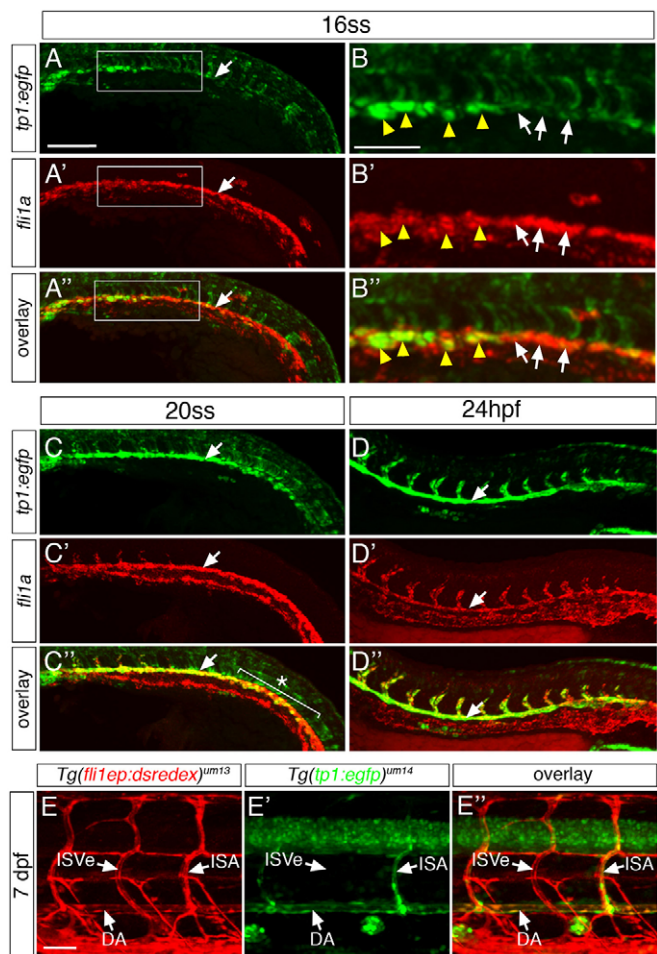 16ss
tp1:egfp
A
B
fli1a
A'
B'
overlay
A''
B''
20ss
24hpf
tp1:egfp
C
D
fli1a
C'
D'
overlay
C''
*
D''
Tg(fli1ep:dsredex)um13
Tg(tp1:egfp)um14
overlay
7 dpf
E
ISVe
ISA
DA
E'
ISVe
ISA
DA
E''
ISVe
ISA
DA